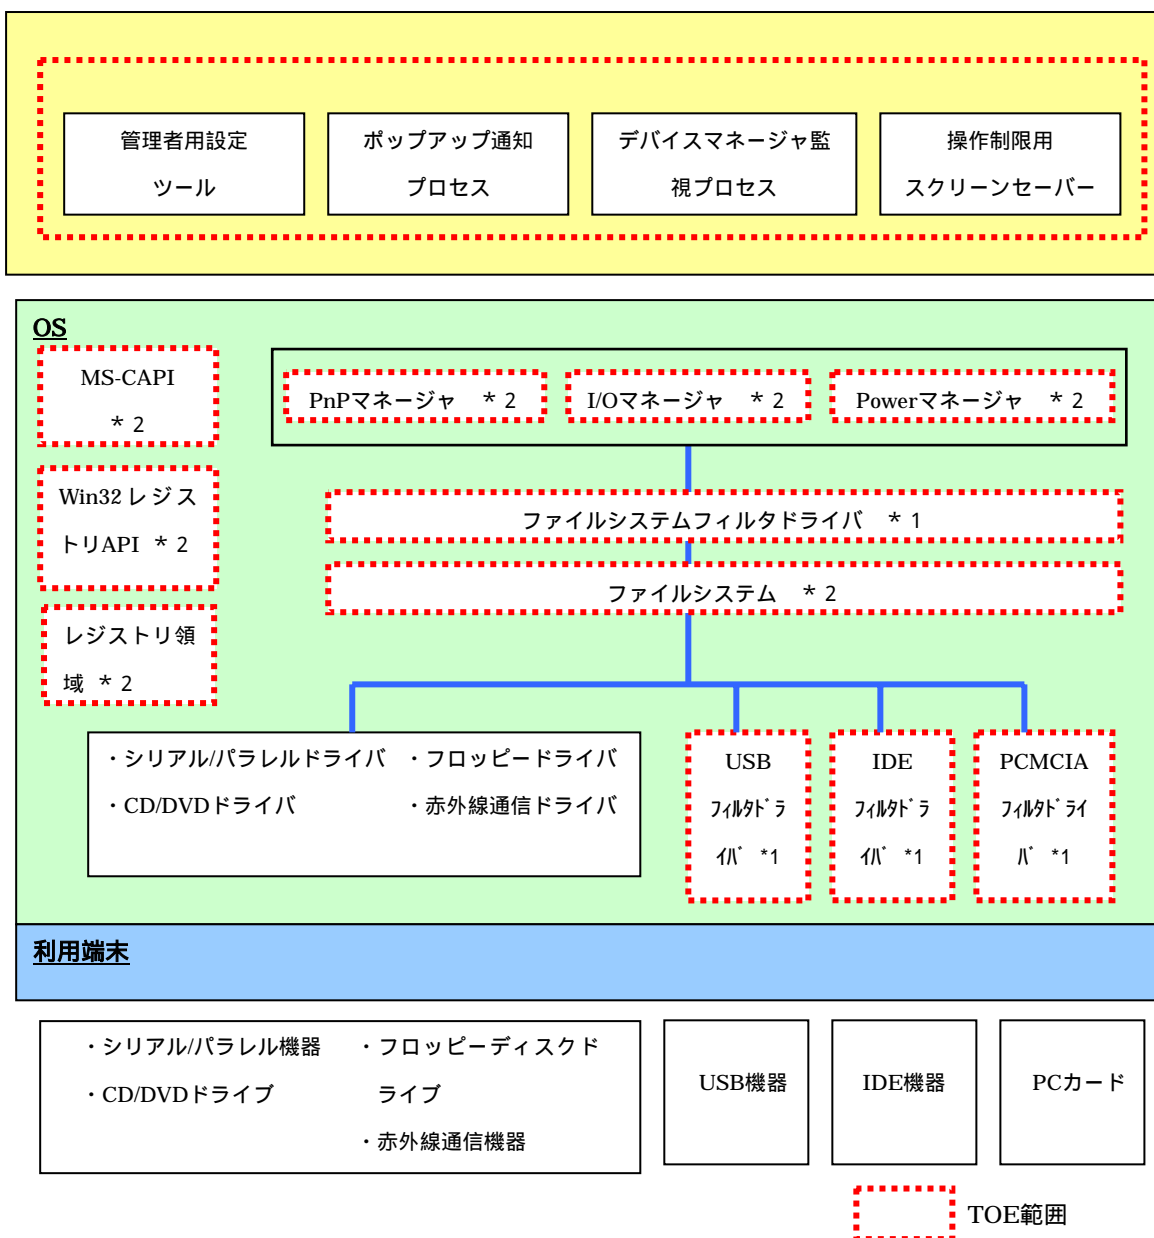 管理者用設定
ツール
ポップアップ通知
プロセス
デバイスマネージャ監
視プロセス
操作制限用
スクリーンセーバー
OS
MS-CAPI
＊2
Win32レジス
トリAPI ＊2
レジストリ領
域 ＊2
PnPマネージャ ＊2
I/Oマネージャ ＊2
Powerマネージャ ＊2
ファイルシステムフィルタドライバ ＊1
ファイルシステム ＊2
・シリアル/パラレルドライバ ・フロッピードライバ
・CD/DVDドライバ ・赤外線通信ドライバ
USB
ﾌｨﾙﾀﾄﾞﾗ
ｲﾊﾞ *1
IDE
ﾌｨﾙﾀﾄﾞﾗ
ｲﾊﾞ *1
PCMCIA
ﾌｨﾙﾀﾄﾞﾗｲ
ﾊﾞ *1
利用端末
・シリアル/パラレル機器 ・フロッピーディスクド
・CD/DVDドライブ ライブ
・赤外線通信機器
USB機器
IDE機器
PCカード
TOE範囲